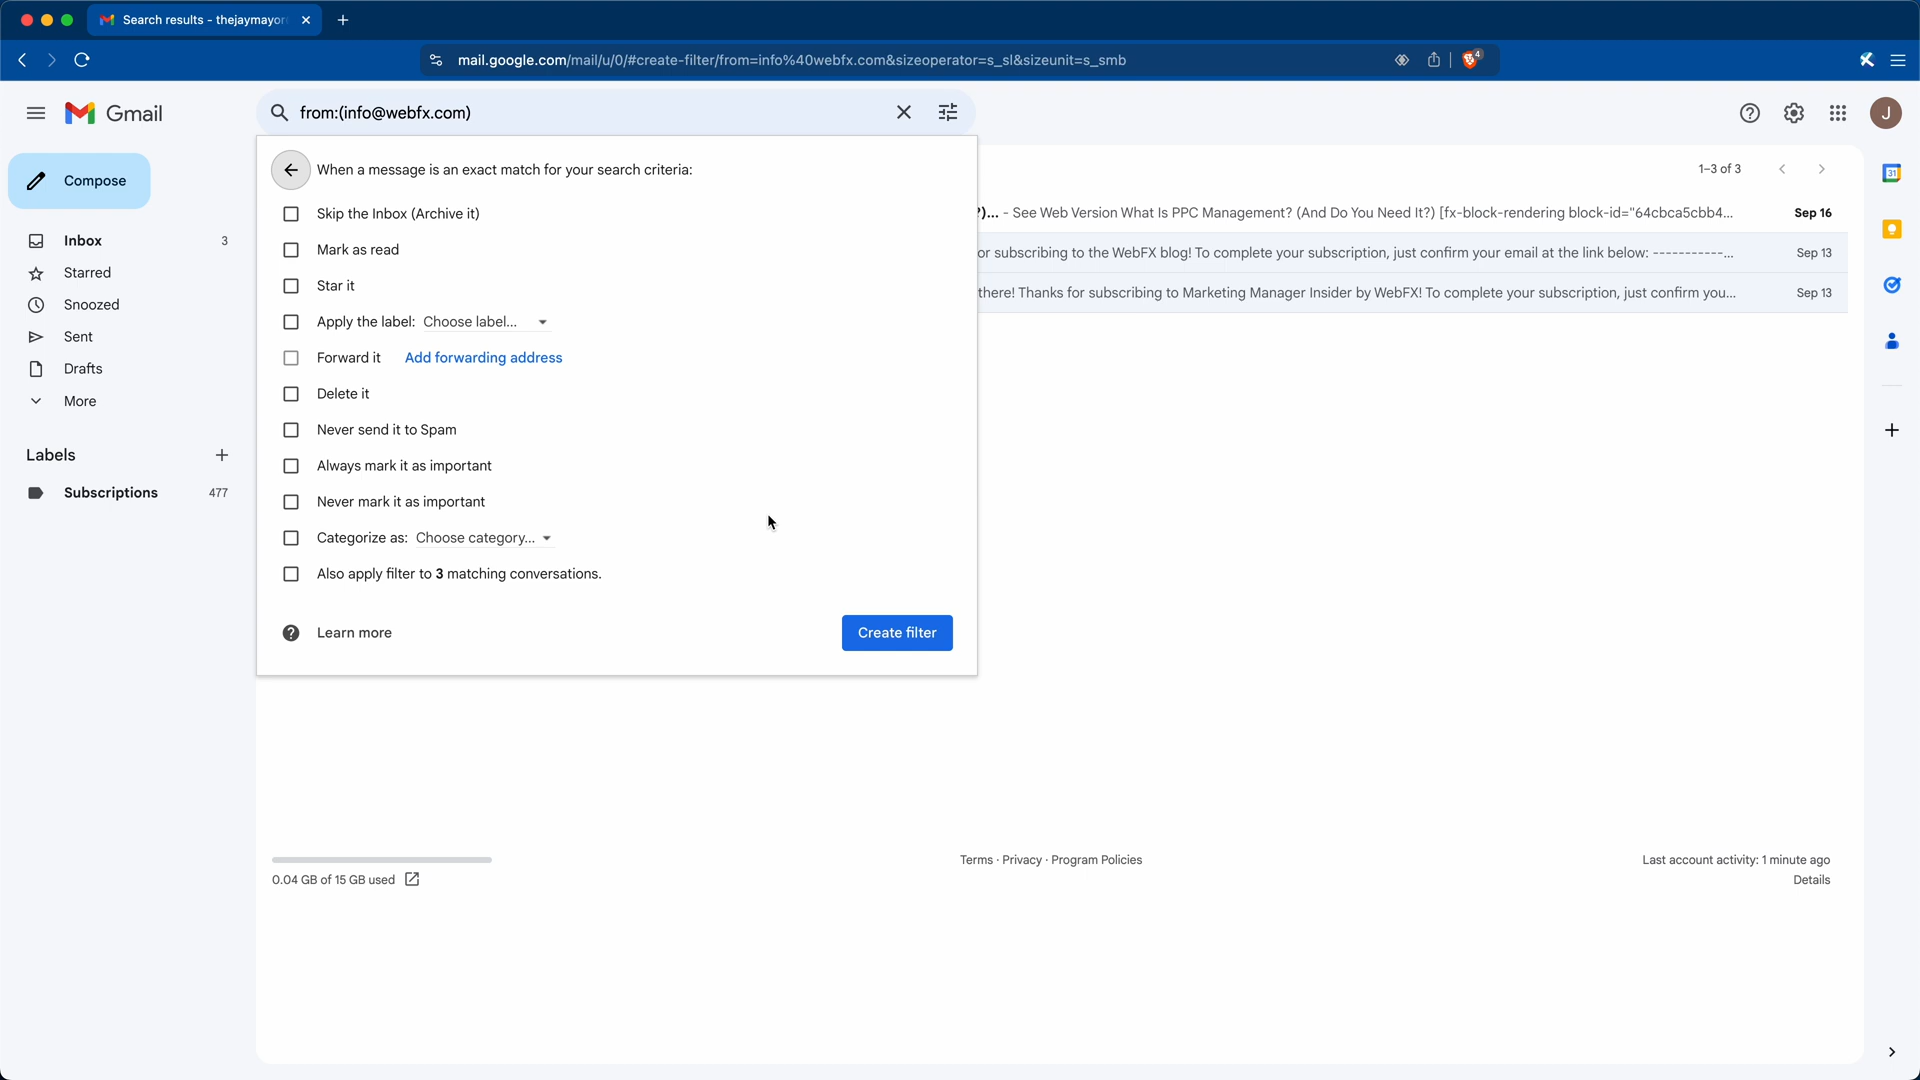 Search results - thejaymayor
mail.google.com/mail/u/0/#create-filter/from=info%40webfx.com&sizeoperator=s_sl&sizeunit=s_smb
4
Gmail
from:(info@webfx.com)
J
Compose
When a message is an exact match for your search criteria:
1–3 of 3
Skip the Inbox (Archive it)
?)... - See Web Version What Is PPC Management? (And Do You Need It?) [fx-block-rendering block-id="64cbca5cbb4...
Sep 16
Inbox
3
Mark as read
or subscribing to the WebFX blog! To complete your subscription, just confirm your email at the link below: -----------...
Sep 13
Starred
Star it
there! Thanks for subscribing to Marketing Manager Insider by WebFX! To complete your subscription, just confirm you...
Sep 13
Snoozed
Apply the label: Choose label...
Sent
Forward it Add forwarding address
Drafts
Delete it
More
Never send it to Spam
Labels
Always mark it as important
Subscriptions
477
Never mark it as important
Categorize as: Choose category...
Also apply filter to 3 matching conversations.
Learn more
Create filter
31
0.04 GB of 15 GB used
Terms · Privacy · Program Policies
Last account activity: 1 minute ago
Details